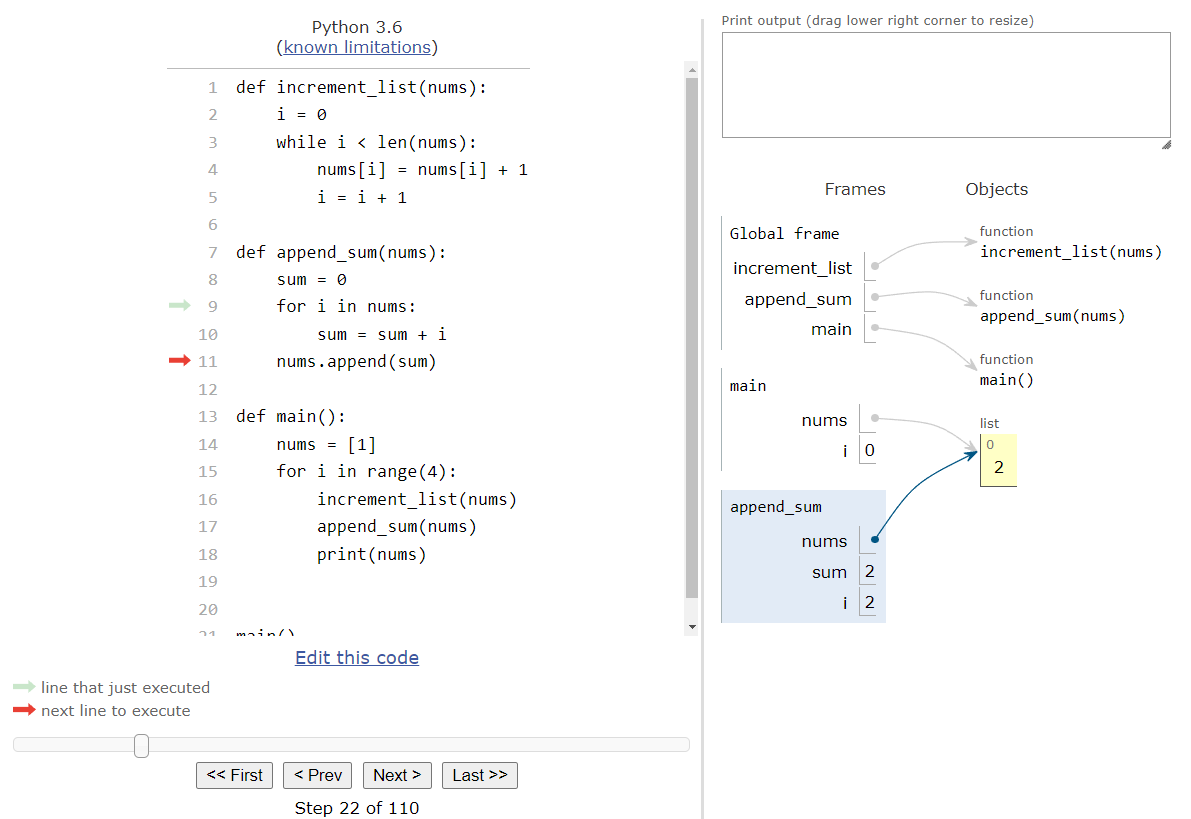 Python 3.6
(known limitations)
1 def increment_list(nums):
2     i = 0
3     while i < len(nums):
4         nums[i] = nums[i] + 1
5         i = i + 1
6
7 def append_sum(nums):
8     sum = 0
9     for i in nums:
10         sum = sum + i
11     nums.append(sum)
12
13 def main():
14     nums = [1]
15     for i in range(4):
16         increment_list(nums)
17         append_sum(nums)
18         print(nums)
19
20
21 main()
Edit this code
line that just executed
next line to execute
<< First < Prev Next > Last >>
Step 22 of 110
Print output (drag lower right corner to resize)
Frames Objects
Global frame
increment_list
append_sum
main
function
increment_list(nums)
function
append_sum(nums)
function
main()
main
nums
i 0
list
0
2
append_sum
nums
sum 2
i 2